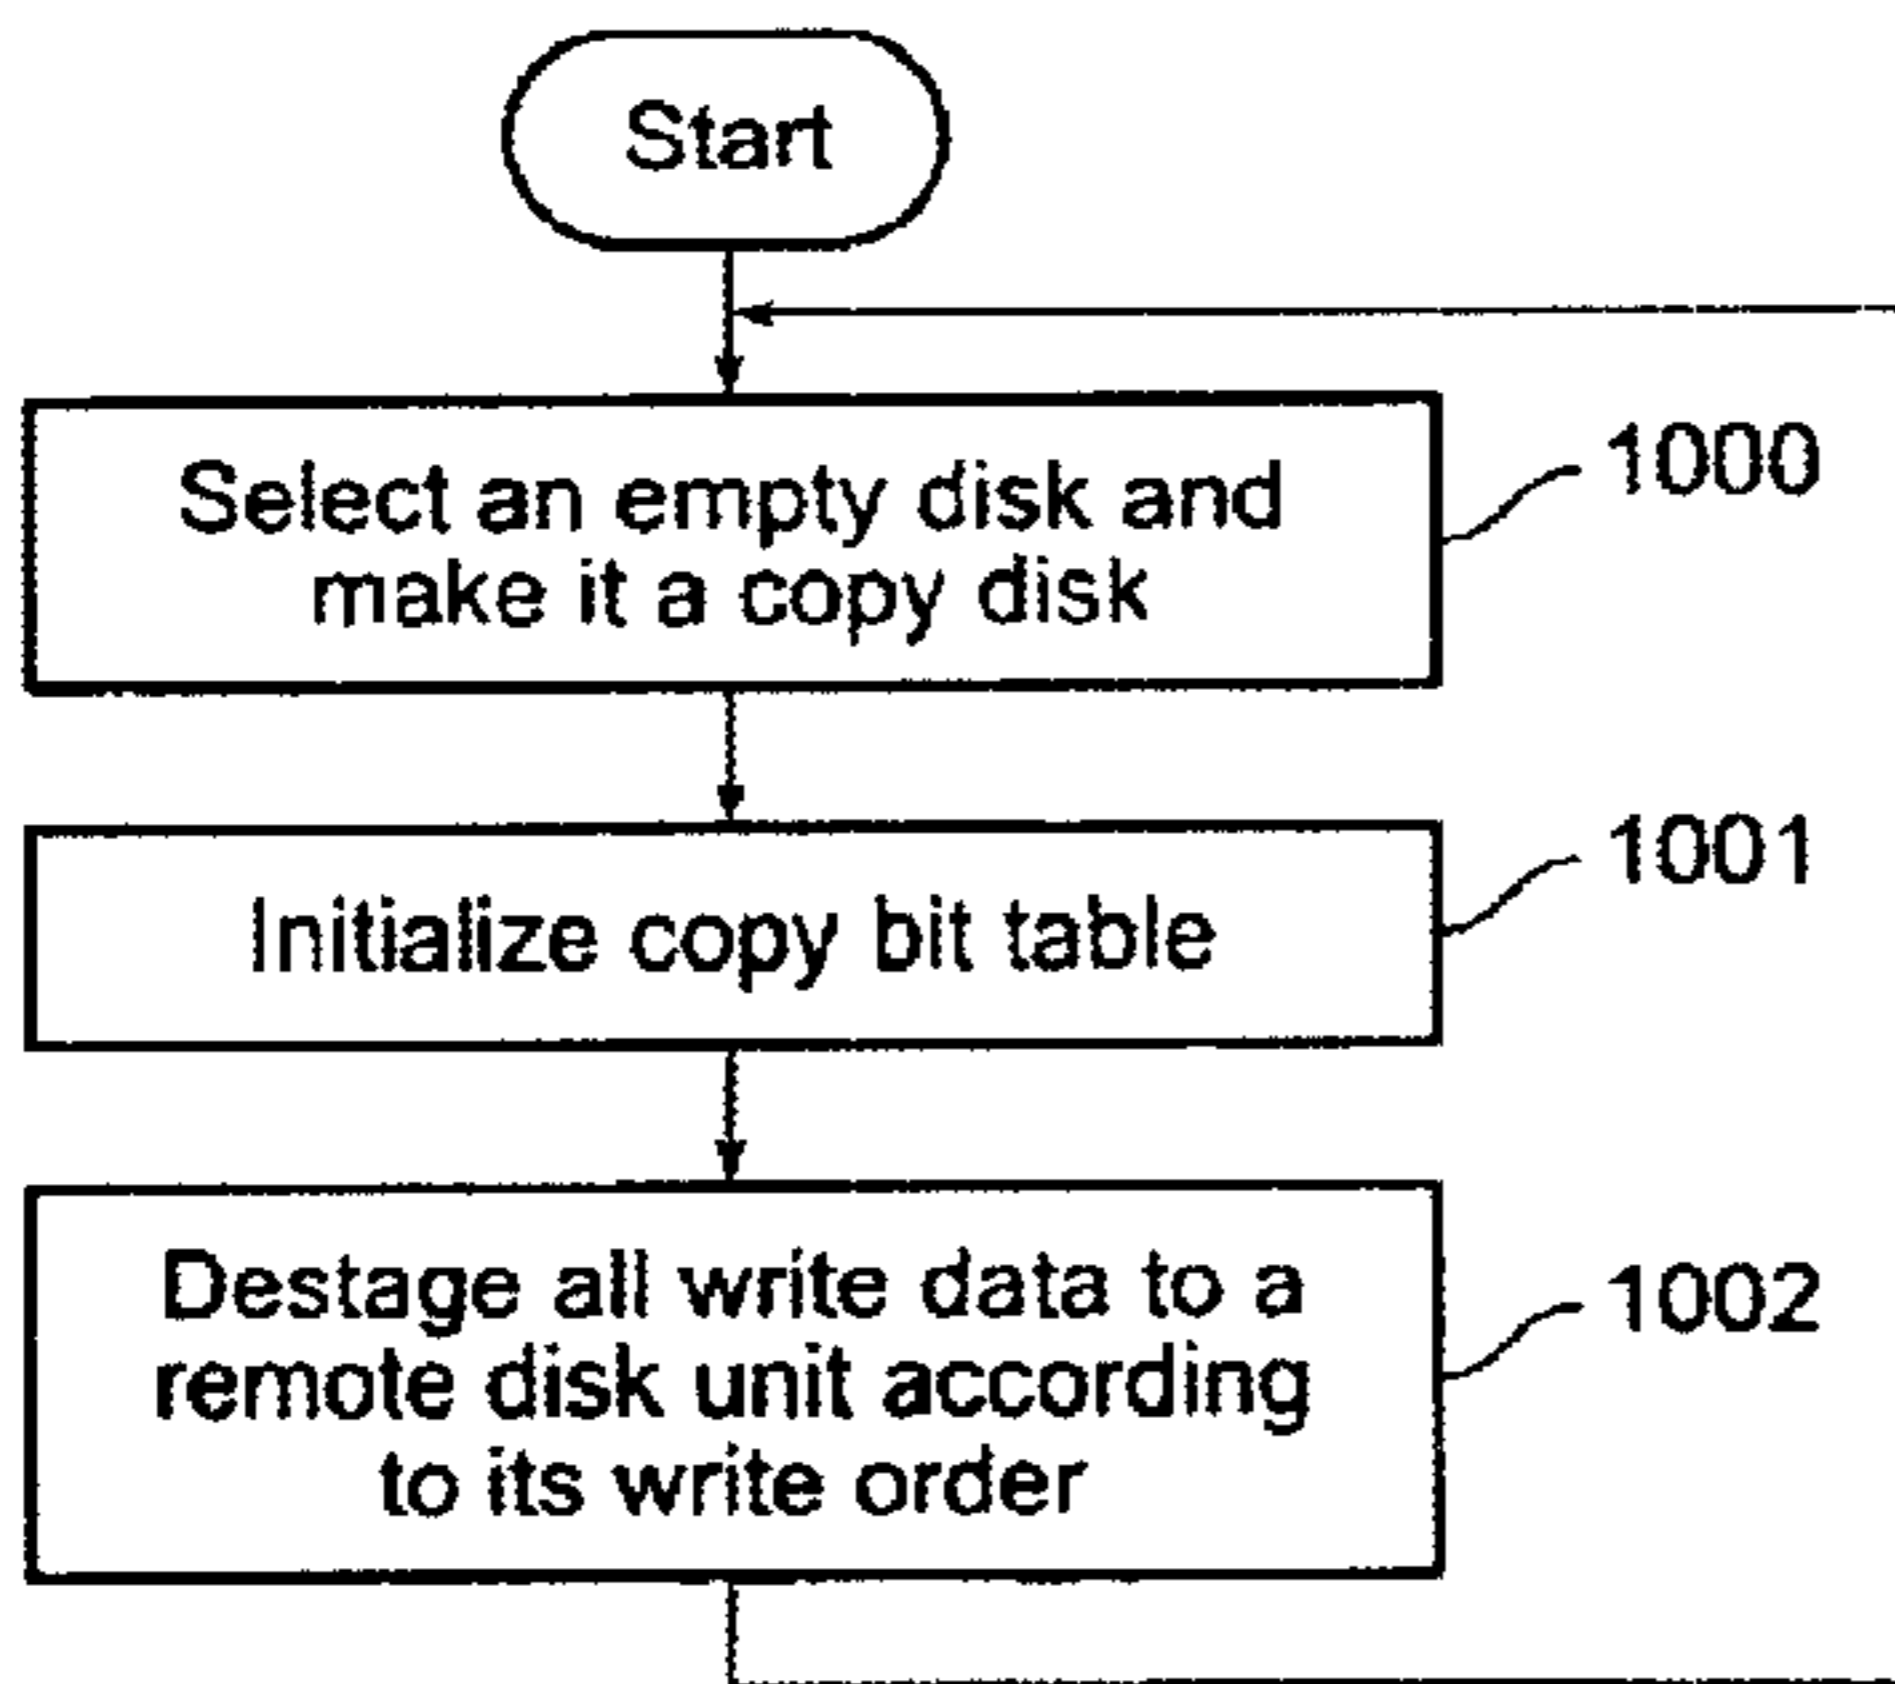 Start
Select an empty disk and
make it a copy disk
1000
Initialize copy bit table
1001
Destage all write data to a
remote disk unit according
to its write order
1002